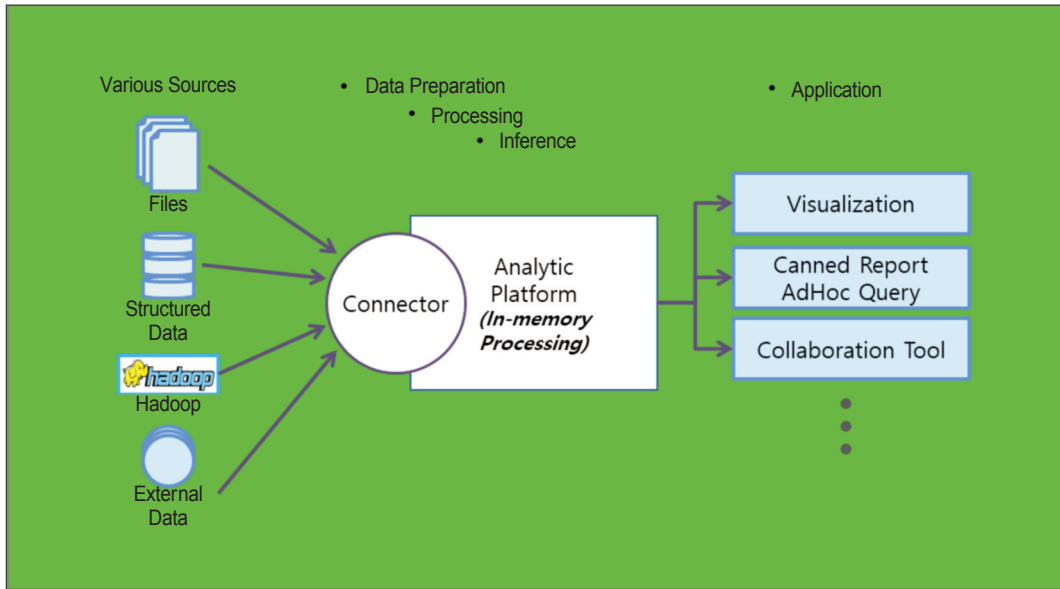 Various Sources
• Data Preparation
• Processing
• Inference
• Application
Files
Structured
Data
hadoop
Hadoop
External
Data
Connector
Analytic
Platform
(In-memory
Processing)
Visualization
Canned Report
AdHoc Query
Collaboration Tool